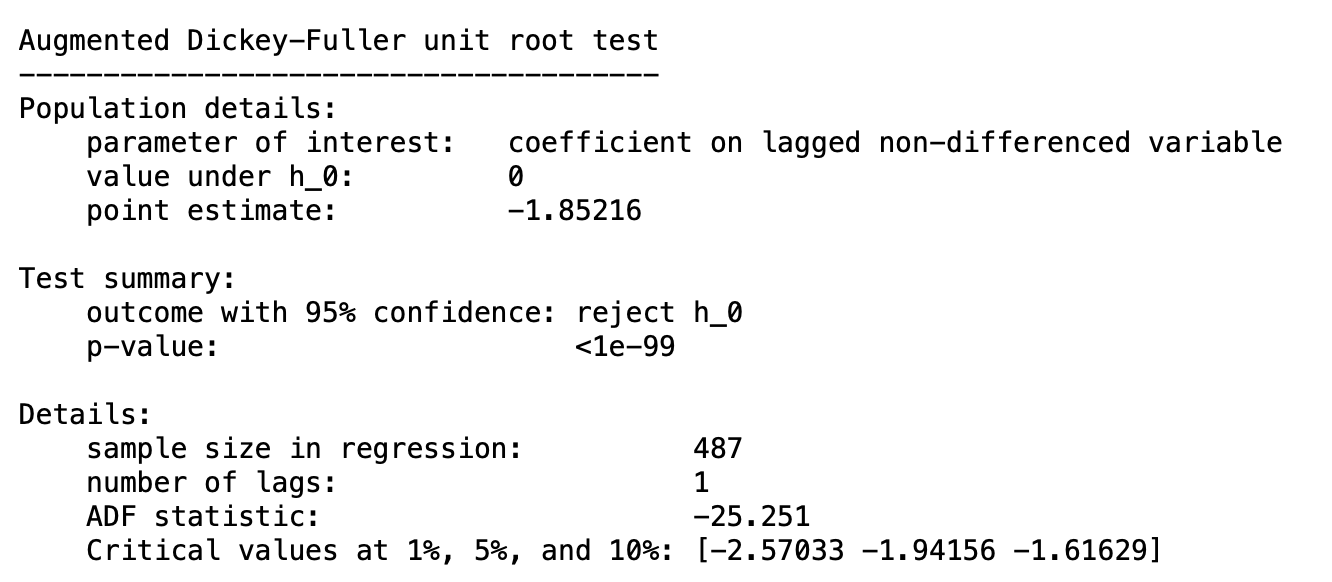 Augmented Dickey-Fuller unit root test
--------------------------------------
Population details:
    parameter of interest:   coefficient on lagged non-differenced variable
    value under h_0:         0
    point estimate:          -1.85216

Test summary:
    outcome with 95% confidence: reject h_0
    p-value:                     <1e-99

Details:
    sample size in regression:          487
    number of lags:                     1
    ADF statistic:                      -25.251
    Critical values at 1%, 5%, and 10%: [-2.57033 -1.94156 -1.61629]